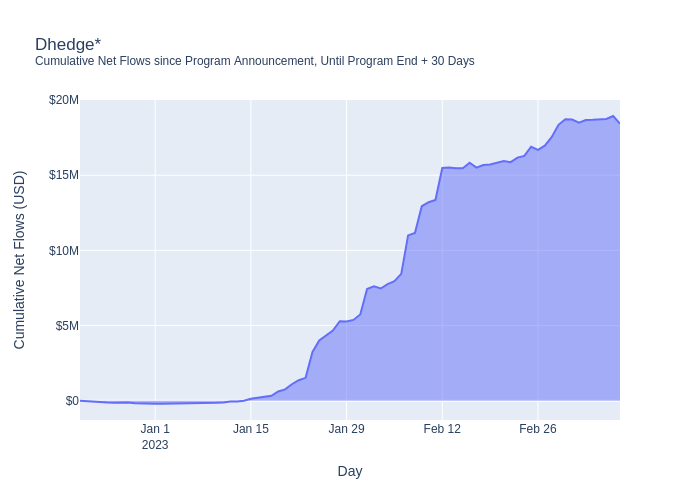 Dhedge*
Cumulative Net Flows since Program Announcement, Until Program End + 30 Days
Cumulative Net Flows (USD)
$20M
$15M
$10M
$5M
$0
Jan 1
2023
Jan 15
Jan 29
Feb 12
Feb 26
Day